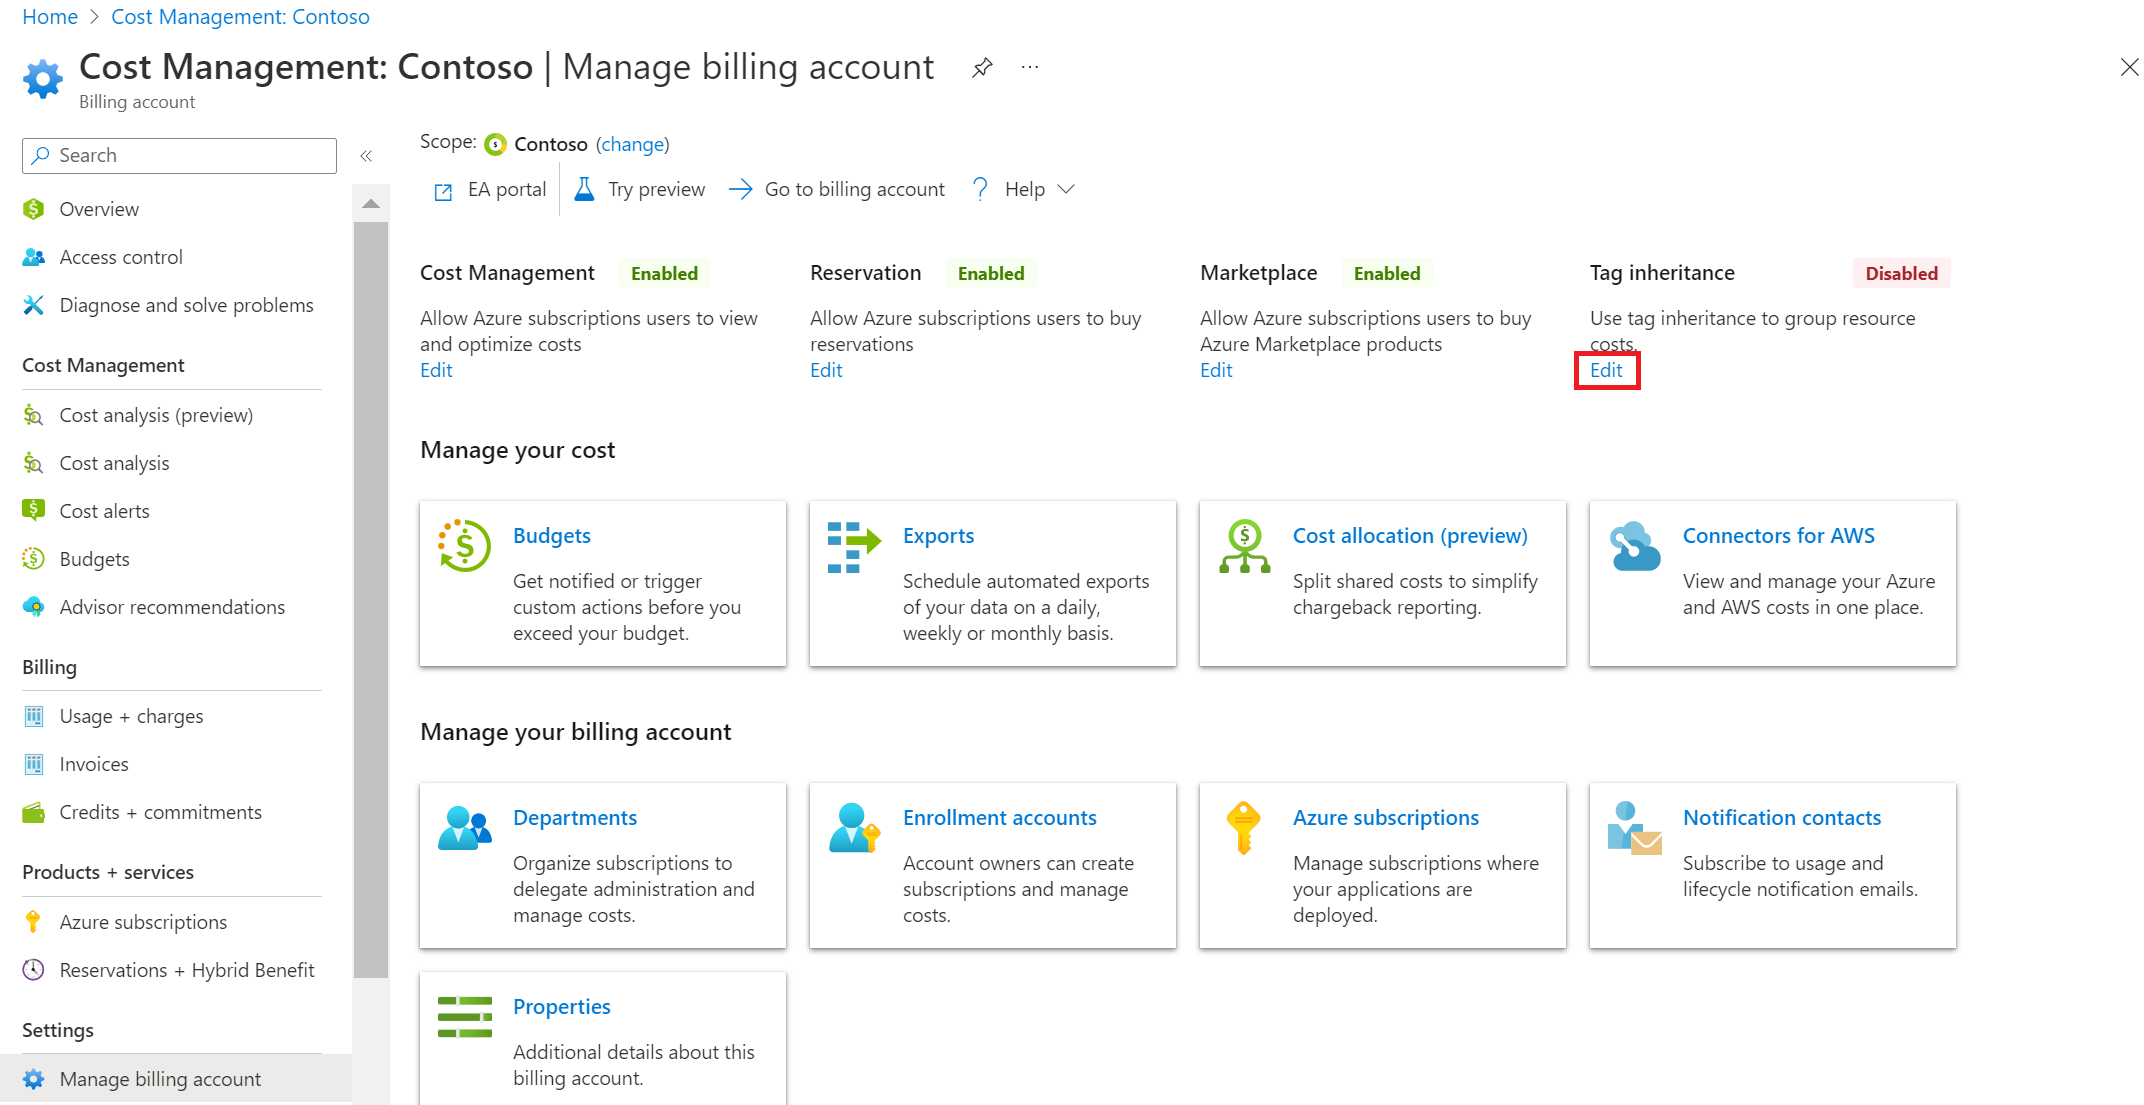 Home > Cost Management: Contoso
Cost Management: Contoso | Manage billing account ...
Billing account
Search
«
Overview
Access control
Diagnose and solve problems
Cost Management
Cost analysis (preview)
Cost analysis
Cost alerts
Budgets
Advisor recommendations
Billing
Usage + charges
Invoices
Credits + commitments
Products + services
Azure subscriptions
Reservations + Hybrid Benefit
Settings
Manage billing account
Scope: Contoso (change)
EA portal
Try preview
Go to billing account
? Help
Cost Management Enabled
Allow Azure subscriptions users to view
and optimize costs
Edit
Reservation Enabled
Allow Azure subscriptions users to buy
reservations
Edit
Marketplace Enabled
Allow Azure subscriptions users to buy
Azure Marketplace products
Edit
Tag inheritance Disabled
Use tag inheritance to group resource
costs.
Edit
Manage your cost
Budgets
Get notified or trigger
custom actions before you
exceed your budget.
Exports
Schedule automated exports
of your data on a daily,
weekly or monthly basis.
Cost allocation (preview)
Split shared costs to simplify
chargeback reporting.
Connectors for AWS
View and manage your Azure
and AWS costs in one place.
Manage your billing account
Departments
Organize subscriptions to
delegate administration and
manage costs.
Enrollment accounts
Account owners can create
subscriptions and manage
costs.
Azure subscriptions
Manage subscriptions where
your applications are
deployed.
Notification contacts
Subscribe to usage and
lifecycle notification emails.
Properties
Additional details about this
billing account.